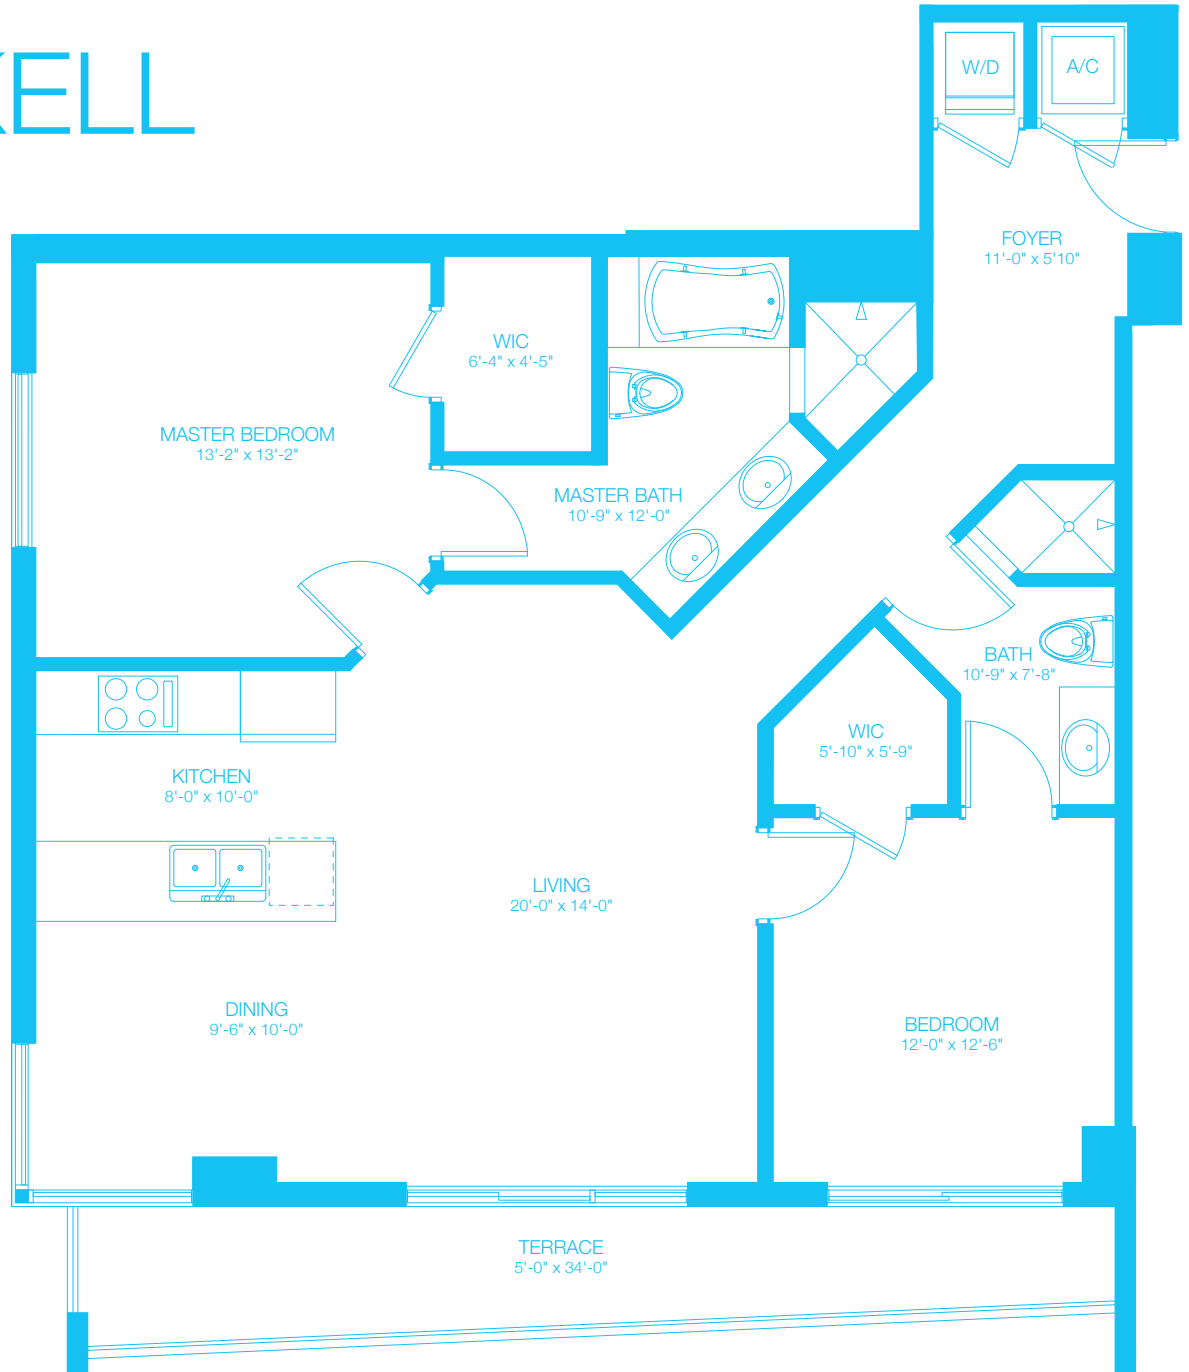 KELL
W/D
A/C
FOYER
11'-0" x 5'10"
WIC
6'-4" x 4'-5"
MASTER BEDROOM
13'-2" x 13'-2"
MASTER BATH
10'-9" x 12'-0"
BATH
10'-9" x 7'-8"
WIC
5'-10" x 5'-9"
KITCHEN
8'-0" x 10'-0"
LIVING
20'-0" x 14'-0"
DINING
9'-6" x 10'-0"
BEDROOM
12'-0" x 12'-6"
TERRACE
5'-0" x 34'-0"